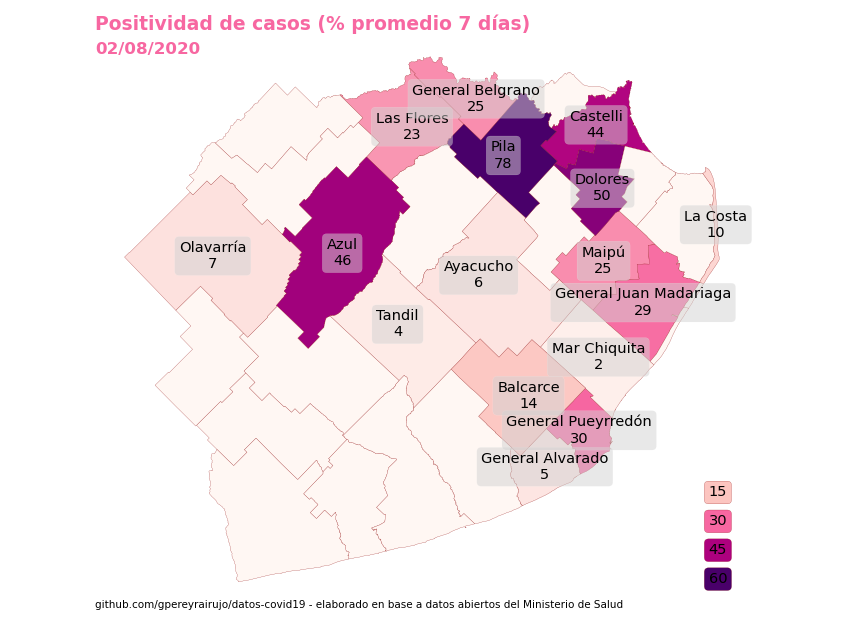 Positividad de casos (% promedio 7 días)
02/08/2020
General Belgrano
25
Las Flores
23
Castelli
44
Pila
78
Dolores
50
La Costa
10
Olavarría
7
Azul
46
Maipú
25
Ayacucho
6
General Juan Madariaga
29
Tandil
4
Mar Chiquita
2
Balcarce
14
General Pueyrredón
30
General Alvarado
5
15
30
45
60
github.com/gpereyrairujo/datos-covid19 - elaborado en base a datos abiertos del Ministerio de Salud